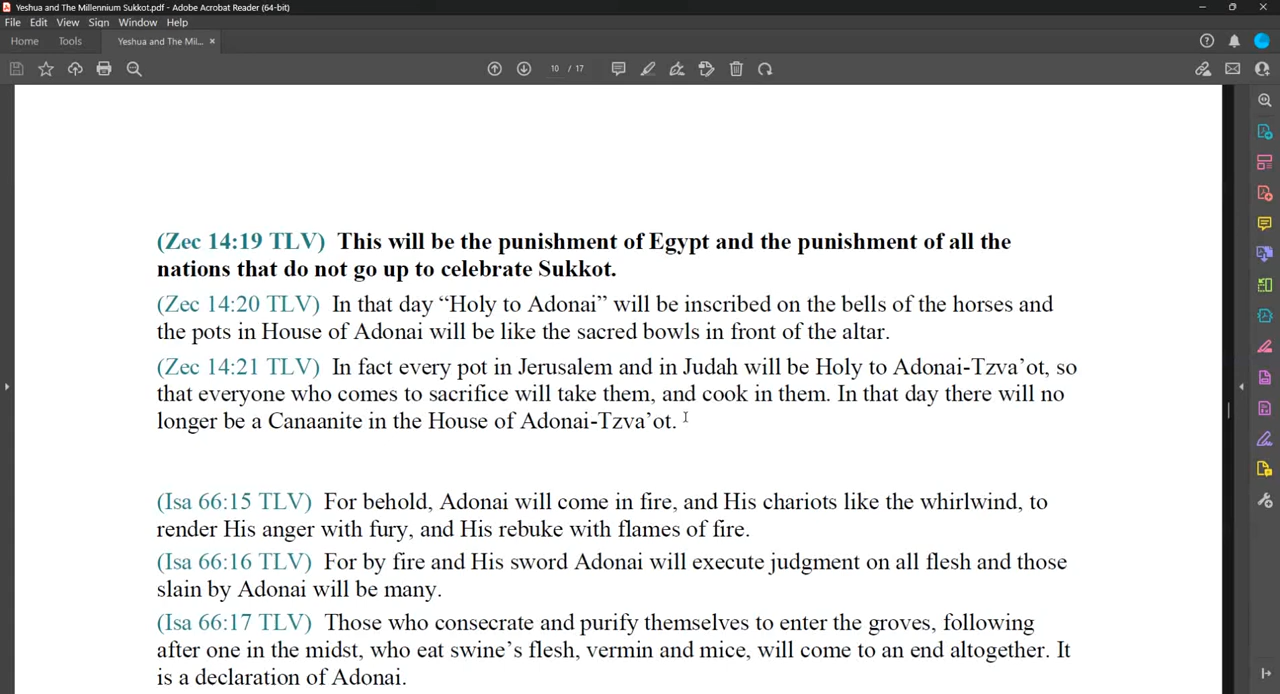 Yeshua and The Millennium Sukkot.pdf - Adobe Acrobat Reader (64-bit)
File Edit View Sign Window Help
Home Tools Yeshua and The Mil... ×
10 / 17
(Zec 14:19 TLV) This will be the punishment of Egypt and the punishment of all the
nations that do not go up to celebrate Sukkot.
(Zec 14:20 TLV) In that day “Holy to Adonai” will be inscribed on the bells of the horses and
the pots in House of Adonai will be like the sacred bowls in front of the altar.
(Zec 14:21 TLV) In fact every pot in Jerusalem and in Judah will be Holy to Adonai-Tzva’ot, so
that everyone who comes to sacrifice will take them, and cook in them. In that day there will no
longer be a Canaanite in the House of Adonai-Tzva’ot.
(Isa 66:15 TLV) For behold, Adonai will come in fire, and His chariots like the whirlwind, to
render His anger with fury, and His rebuke with flames of fire.
(Isa 66:16 TLV) For by fire and His sword Adonai will execute judgment on all flesh and those
slain by Adonai will be many.
(Isa 66:17 TLV) Those who consecrate and purify themselves to enter the groves, following
after one in the midst, who eat swine’s flesh, vermin and mice, will come to an end altogether. It
is a declaration of Adonai.